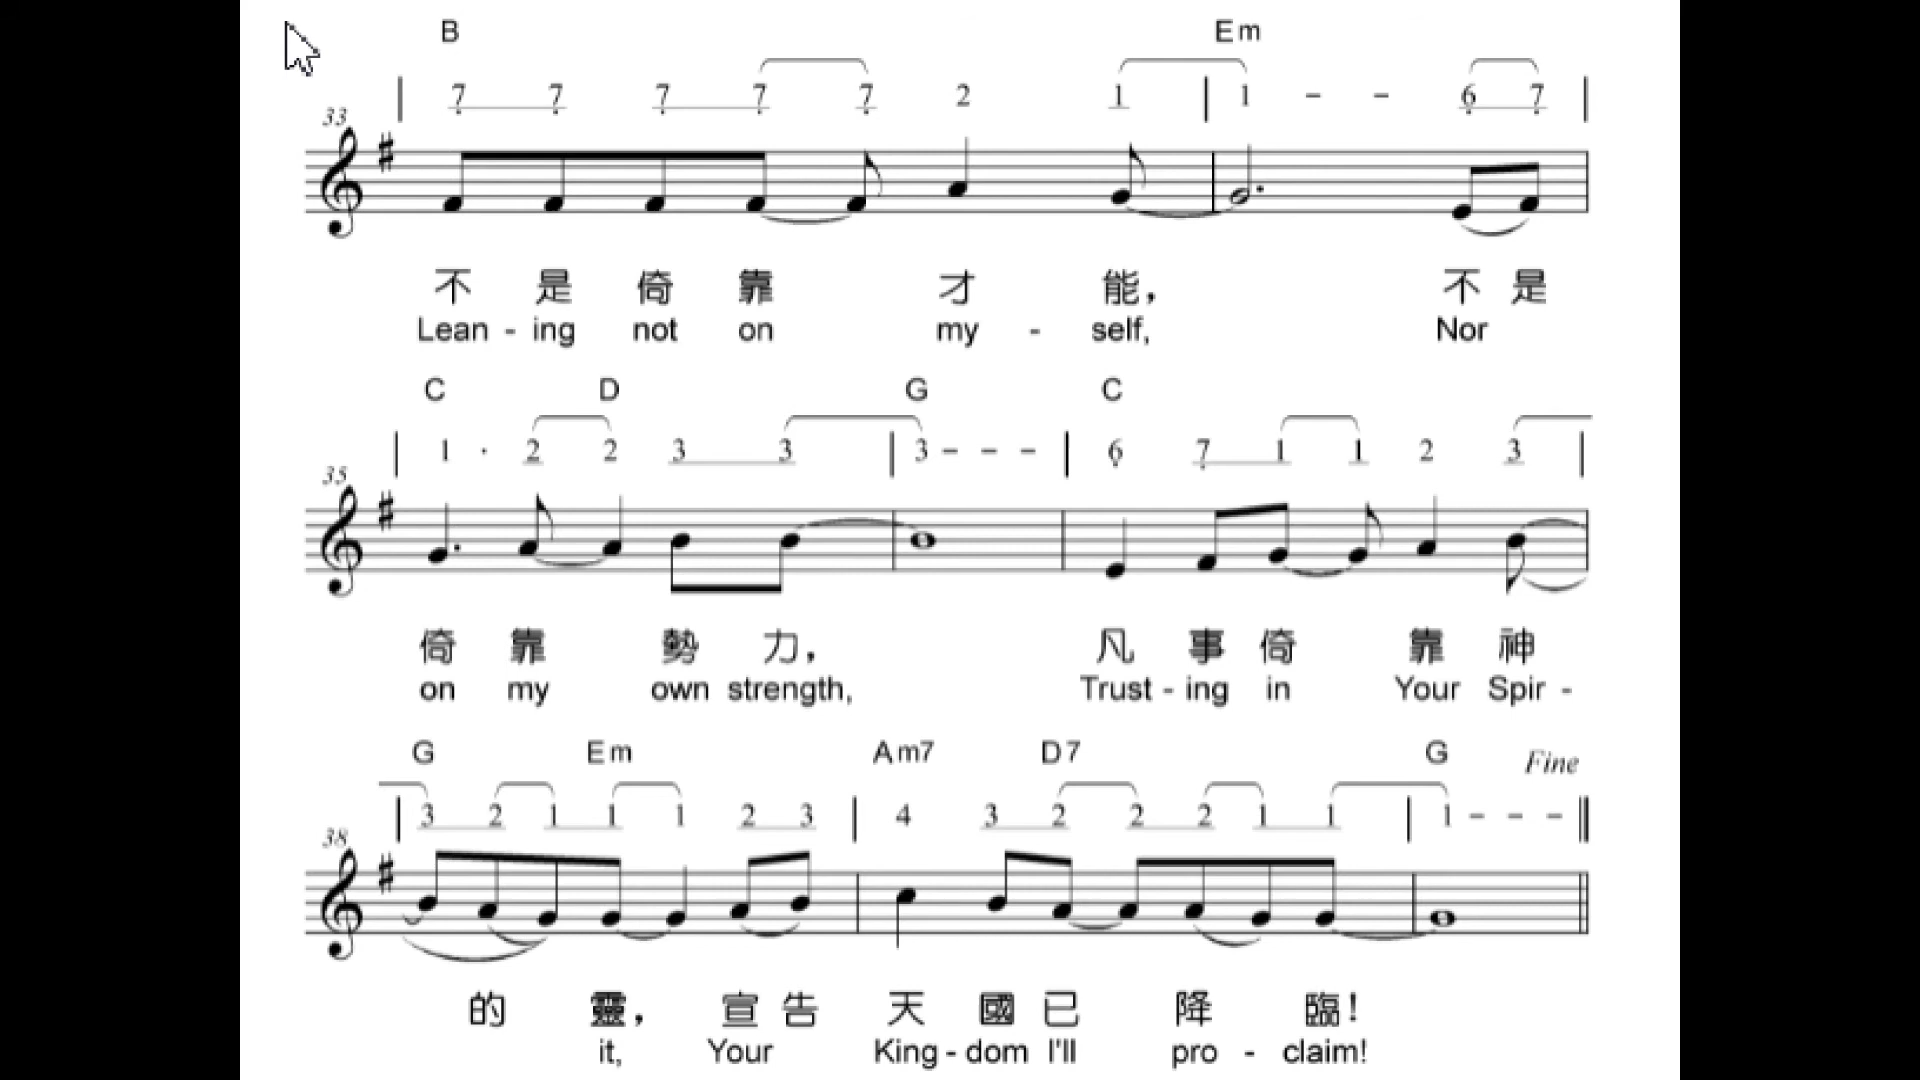 B Em
7 7 7 7 7 2 1 1 - - 6 7
33
不 是 倚 靠 才 能， 不 是
Lean - ing not on my - self, Nor
C D G C
1 · 2 2 3 3 3 - - - 6 7 1 1 2 3
35
倚 靠 勢 力， 凡 事 倚 靠 神
on my own strength, Trust - ing in Your Spir -
G Em Am7 D7 G Fine
3 2 1 1 1 2 3 4 3 2 2 2 1 1 1 - - -
38
的 靈， 宣 告 天 國 已 降 臨！
it, Your King - dom I'll pro - claim!